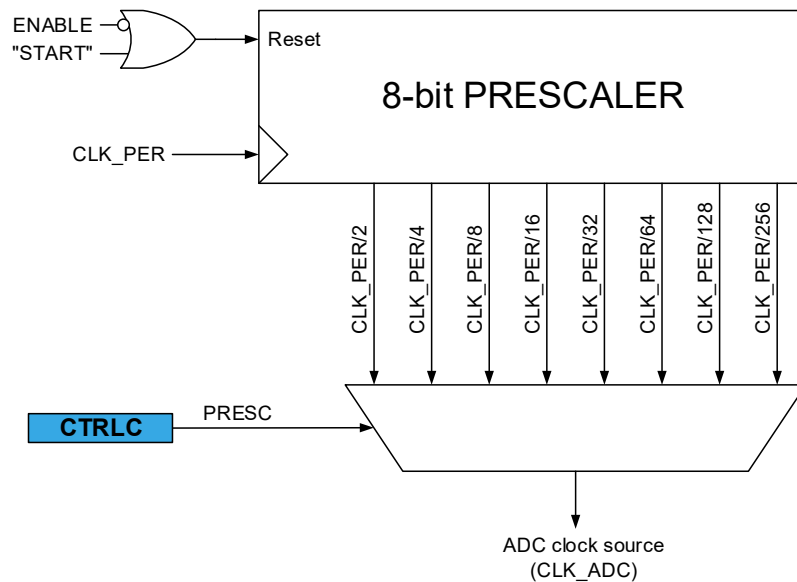 ENABLE
"START"
Reset
8-bit PRESCALER
CLK_PER
CLK_PER/2
CLK_PER/4
CLK_PER/8
CLK_PER/16
CLK_PER/32
CLK_PER/64
CLK_PER/128
CLK_PER/256
CTRLC
PRESC
ADC clock source
(CLK_ADC)